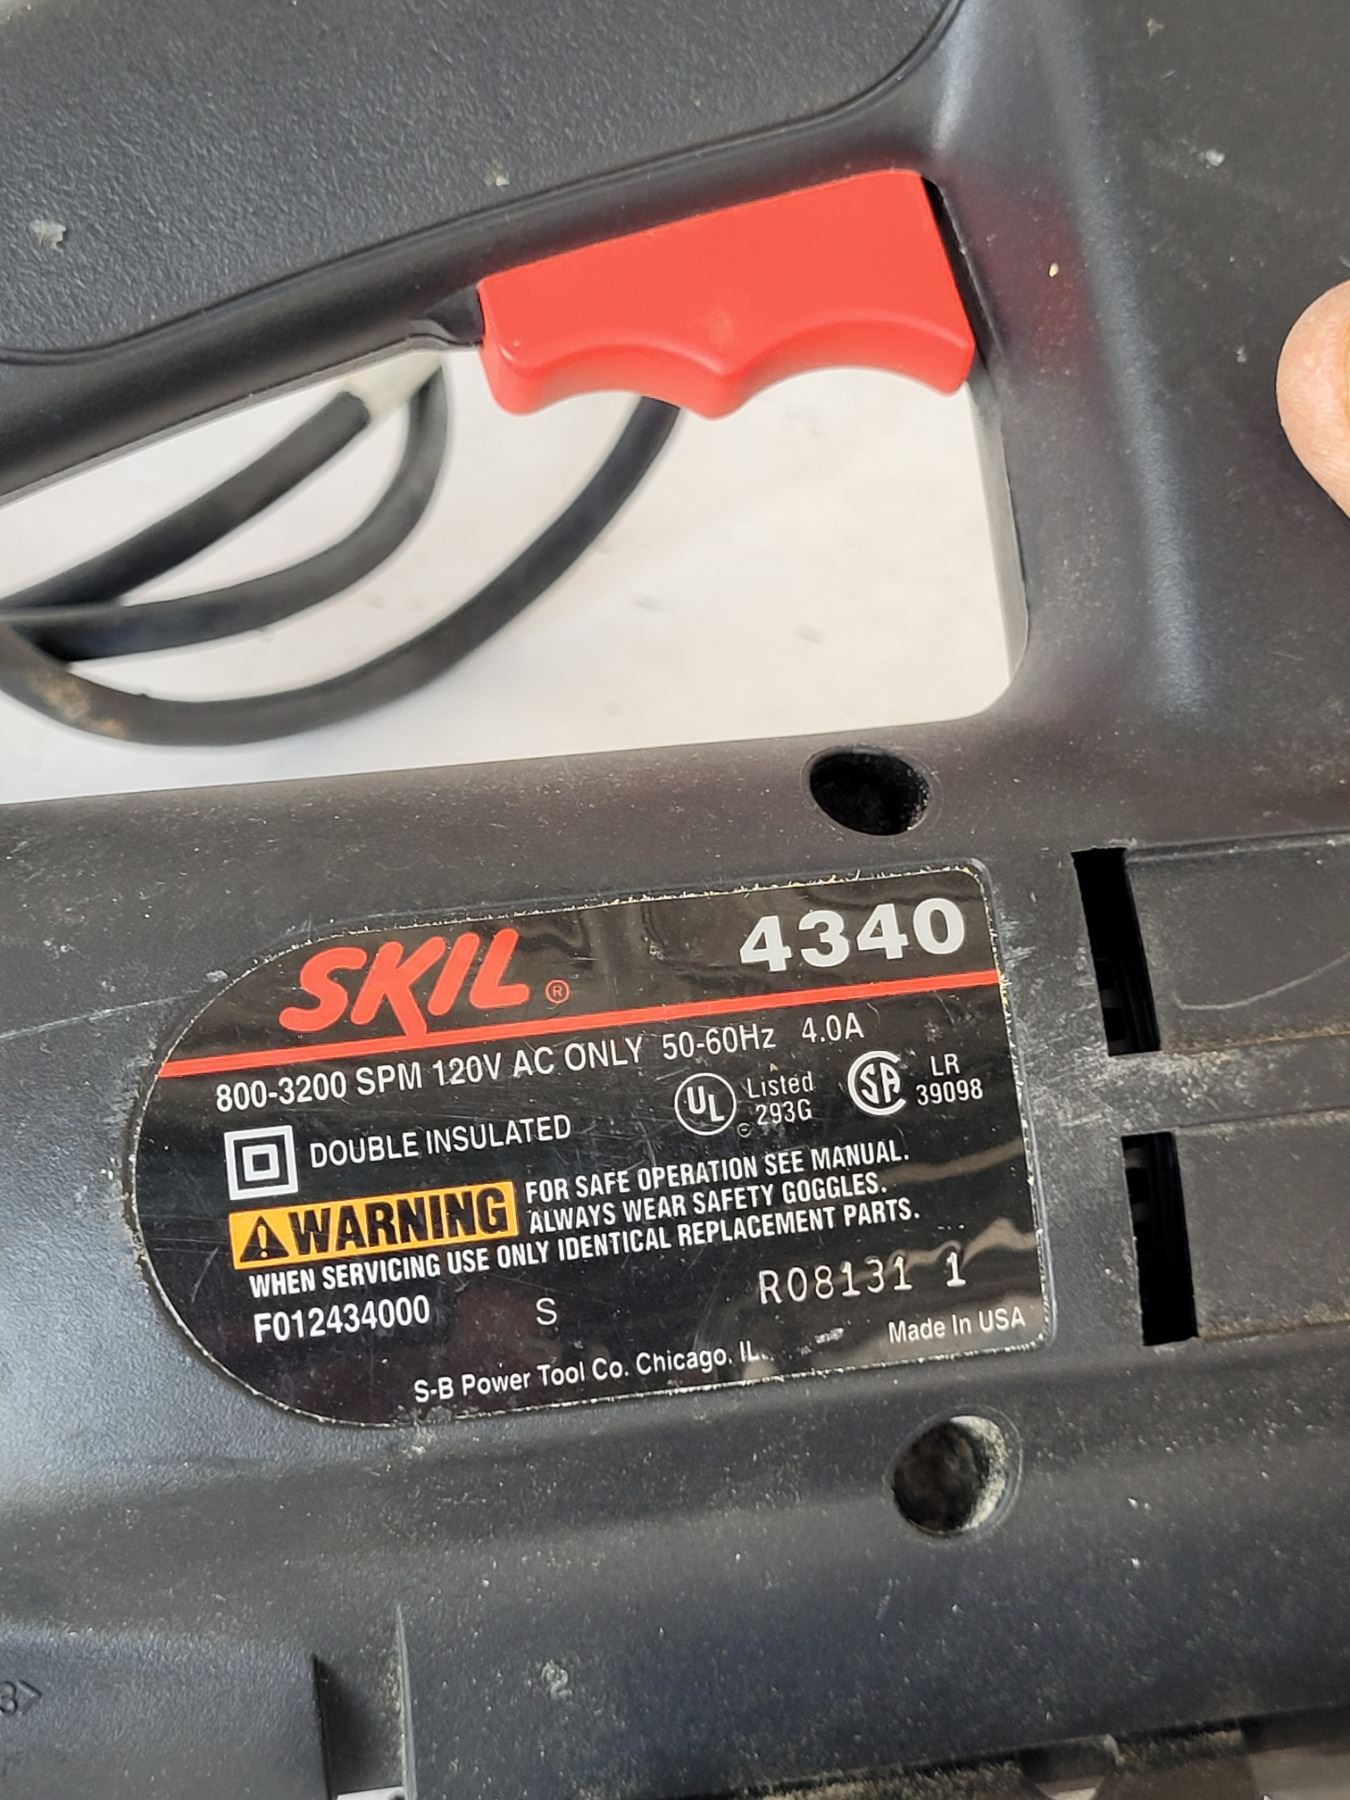 SKIL® 4340
800-3200 SPM 120V AC ONLY 50-60Hz 4.0A
DOUBLE INSULATED
UL c Listed 293G
SA LR 39098
WARNING FOR SAFE OPERATION SEE MANUAL.
ALWAYS WEAR SAFETY GOGGLES.
WHEN SERVICING USE ONLY IDENTICAL REPLACEMENT PARTS.
F012434000 S R08131 1
S-B Power Tool Co. Chicago, IL. Made In USA